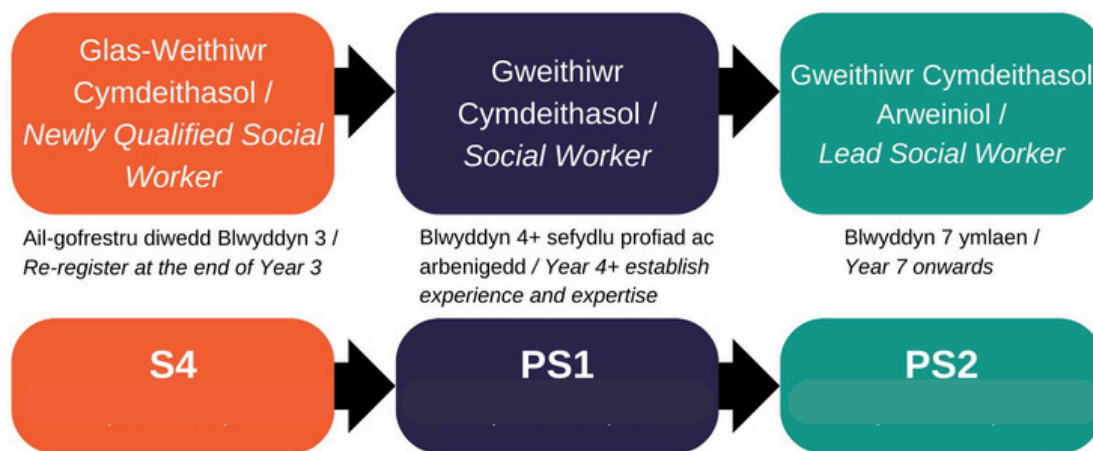 Glas-Weithiwr
Cymdeithasol /
Newly Qualified Social
Worker
Gweithiwr
Cymdeithasol /
Social Worker
Gweithiwr Cymdeithasol
Arweiniol /
Lead Social Worker
Ail-gofrestru diwedd Blwyddyn 3 /
Re-register at the end of Year 3
Blwyddyn 4+ sefydlu profiad ac
arbenigedd / Year 4+ establish
experience and expertise
Blwyddyn 7 ymlaen /
Year 7 onwards
S4
PS1
PS2